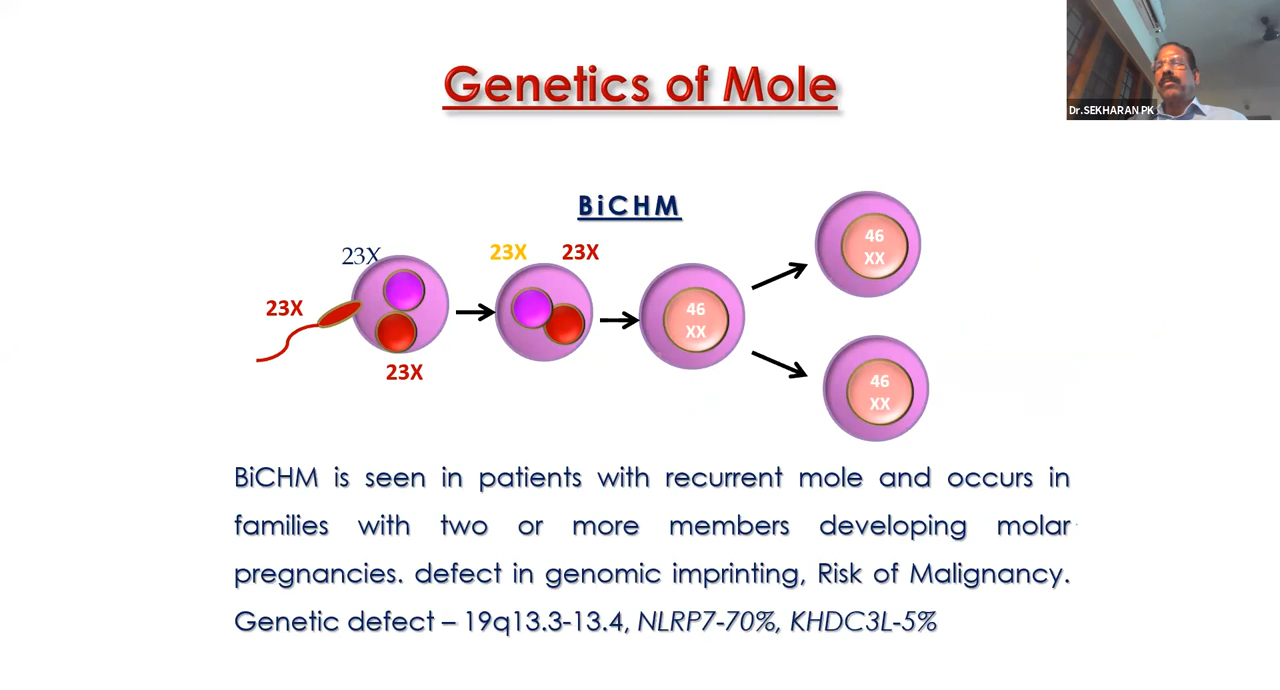 Dr.SEKHARAN PK
Genetics of Mole
BiCHM
23X
23X
23X
23X
23X
46
XX
46
XX
46
XX
BiCHM is seen in patients with recurrent mole and occurs in
families with two or more members developing molar
pregnancies. defect in genomic imprinting, Risk of Malignancy.
Genetic defect – 19q13.3-13.4, NLRP7-70%, KHDC3L-5%